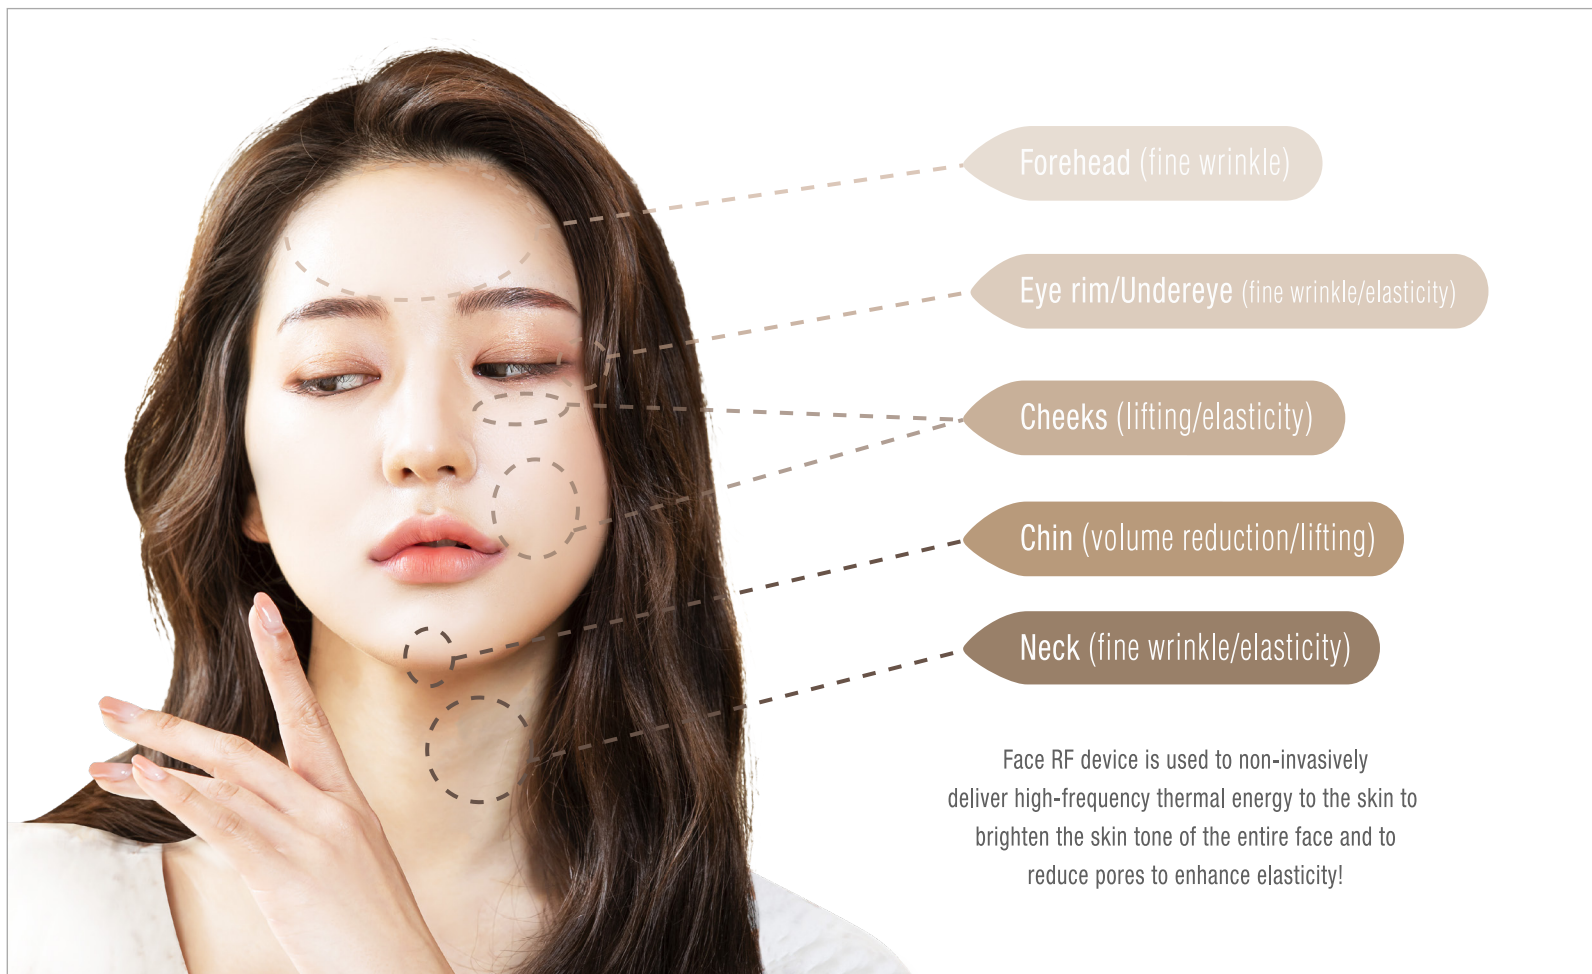 Forehead (fine wrinkle)
Eye rim/Undereye (fine wrinkle/elasticity)
Cheeks (lifting/elasticity)
Chin (volume reduction/lifting)
Neck (fine wrinkle/elasticity)
Face RF device is used to non-invasively
deliver high-frequency thermal energy to the skin to
brighten the skin tone of the entire face and to
reduce pores to enhance elasticity!